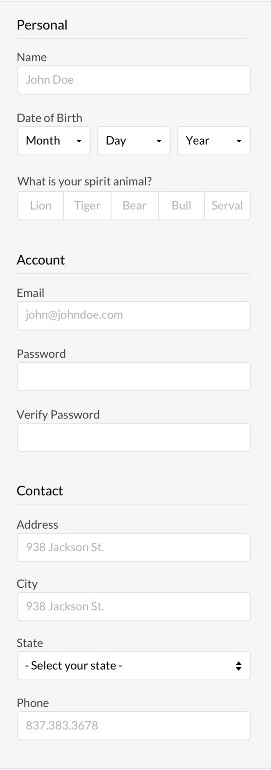 Personal
Name
John Doe
Date of Birth
Month Day Year
What is your spirit animal?
Lion Tiger Bear Bull Serval
Account
Email
john@johndoe.com
Password
Verify Password
Contact
Address
938 Jackson St.
City
938 Jackson St.
State
- Select your state -
Phone
837.383.3678